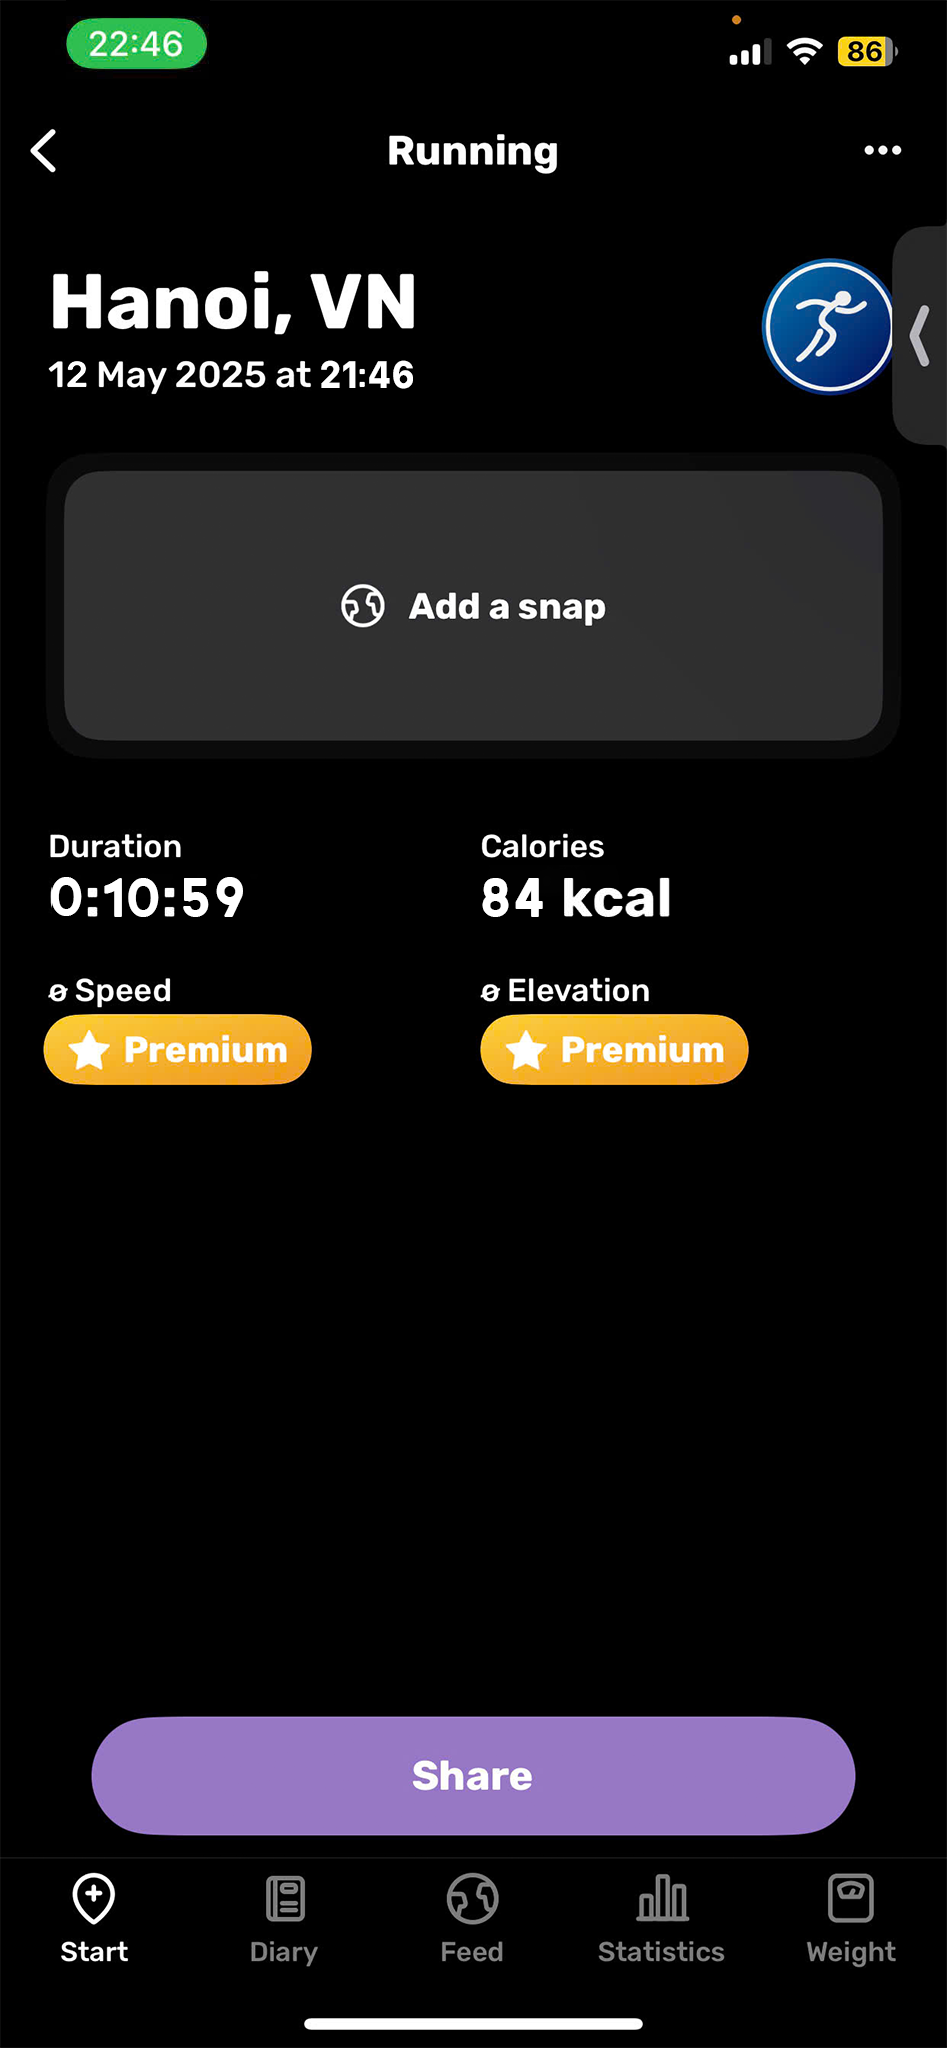 22:46
86
Running
Hanoi, VN
12 May 2025 at 21:46
Add a snap
Duration
Calories
0:10:59
84 kcal
ø Speed
ø Elevation
Premium
Premium
Share
Start
Diary
Feed
Statistics
Weight